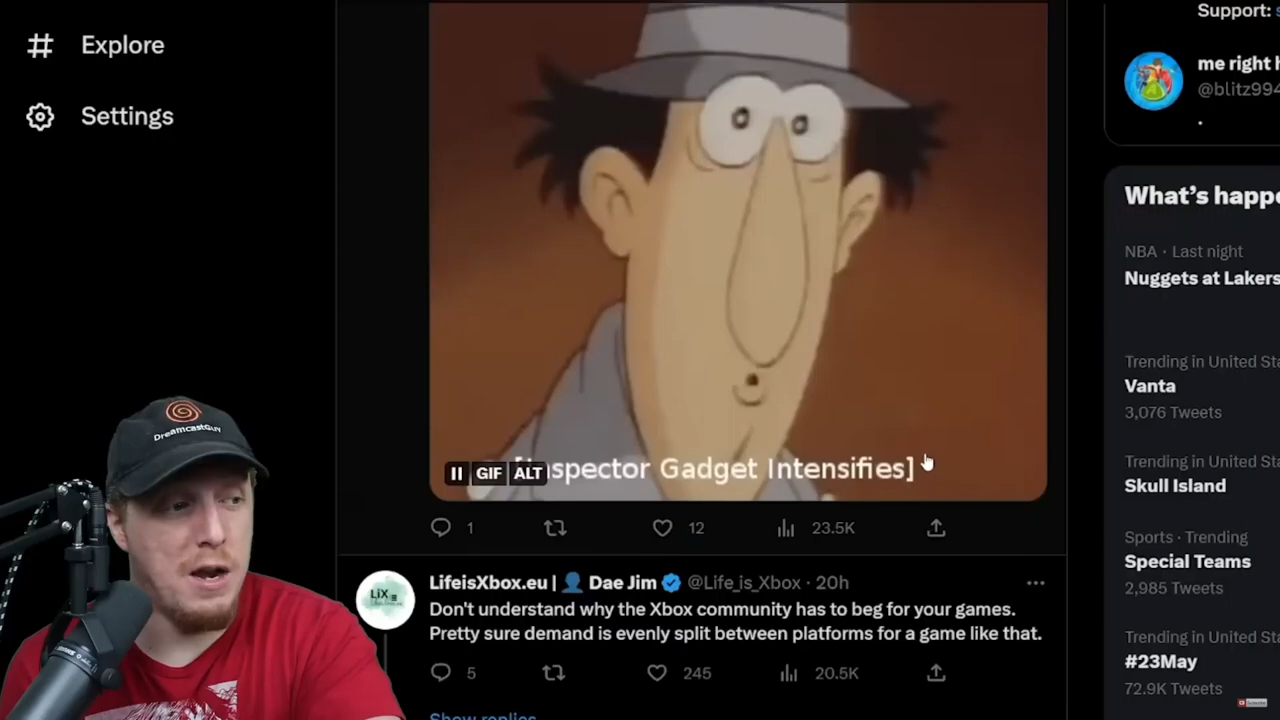 Explore
Settings
Support:
me right
@blitz994
.
[Inspector Gadget Intensifies]
GIF
ALT
1
12
23.5K
LifeisXbox.eu | Dae Jim @Life_is_Xbox · 20h
Don't understand why the Xbox community has to beg for your games.
Pretty sure demand is evenly split between platforms for a game like that.
5
245
20.5K
Show replies
What's happe
NBA · Last night
Nuggets at Lakers
Trending in United Sta
Vanta
3,076 Tweets
Trending in United Sta
Skull Island
Sports · Trending
Special Teams
2,985 Tweets
Trending in United Sta
#23May
72.9K Tweets
DreamcastGuy
LiX